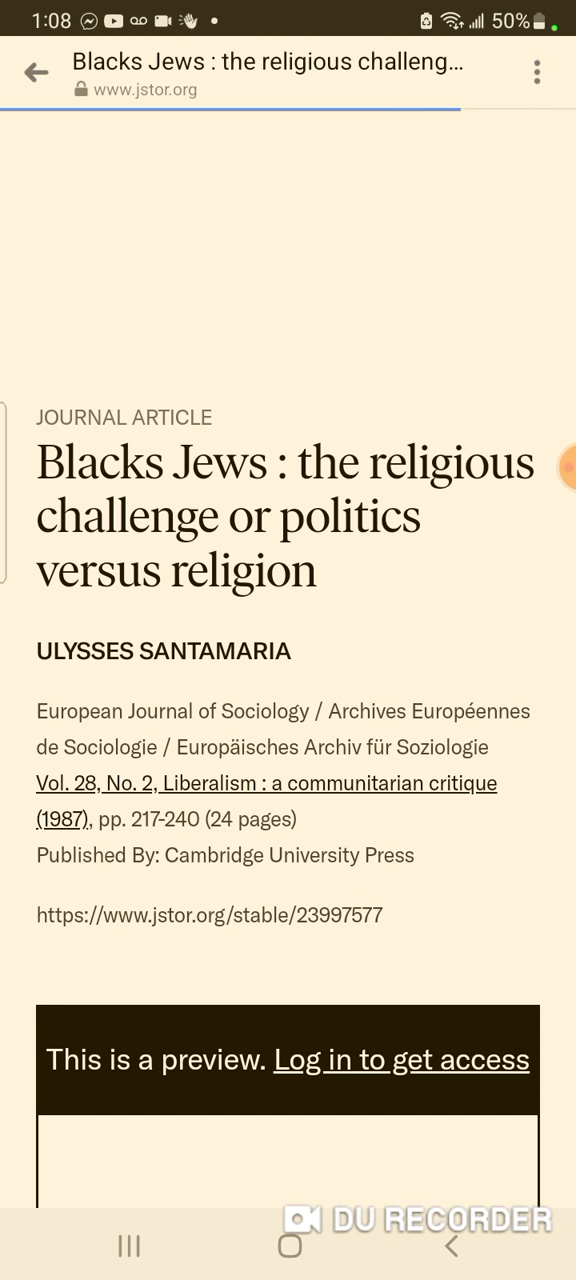 1:08
50%
Blacks Jews : the religious challeng...
www.jstor.org
JOURNAL ARTICLE
Blacks Jews : the religious
challenge or politics
versus religion
ULYSSES SANTAMARIA
European Journal of Sociology / Archives Européennes
de Sociologie / Europäisches Archiv für Soziologie
Vol. 28, No. 2, Liberalism : a communitarian critique
(1987), pp. 217-240 (24 pages)
Published By: Cambridge University Press
https://www.jstor.org/stable/23997577
This is a preview. Log in to get access
DU RECORDER